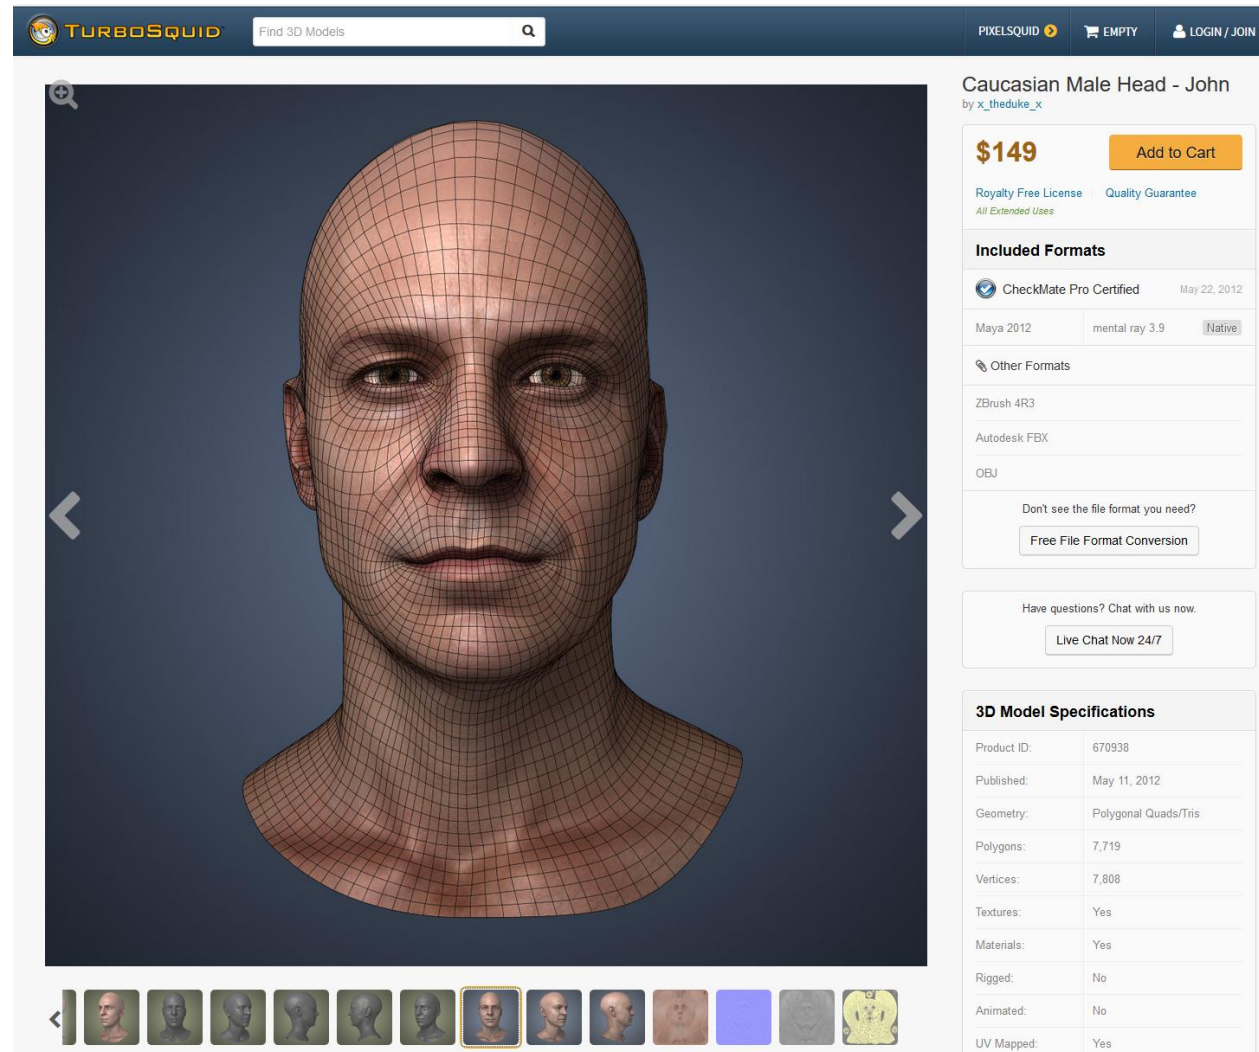 TURBOSQUID
Find 3D Models
PIXELSQUID
EMPTY
LOGIN / JOIN
Caucasian Male Head - John
by x_theduke_x
$149
Add to Cart
Royalty Free License
Quality Guarantee
All Extended Uses
Included Formats
CheckMate Pro Certified
May 22, 2012
Maya 2012
mental ray 3.9
Native
Other Formats
ZBrush 4R3
Autodesk FBX
OBJ
Don't see the file format you need?
Free File Format Conversion
Have questions? Chat with us now.
Live Chat Now 24/7
3D Model Specifications
Product ID: 670938
Published: May 11, 2012
Geometry: Polygonal Quads/Tris
Polygons: 7,719
Vertices: 7,808
Textures: Yes
Materials: Yes
Rigged: No
Animated: No
UV Mapped: Yes